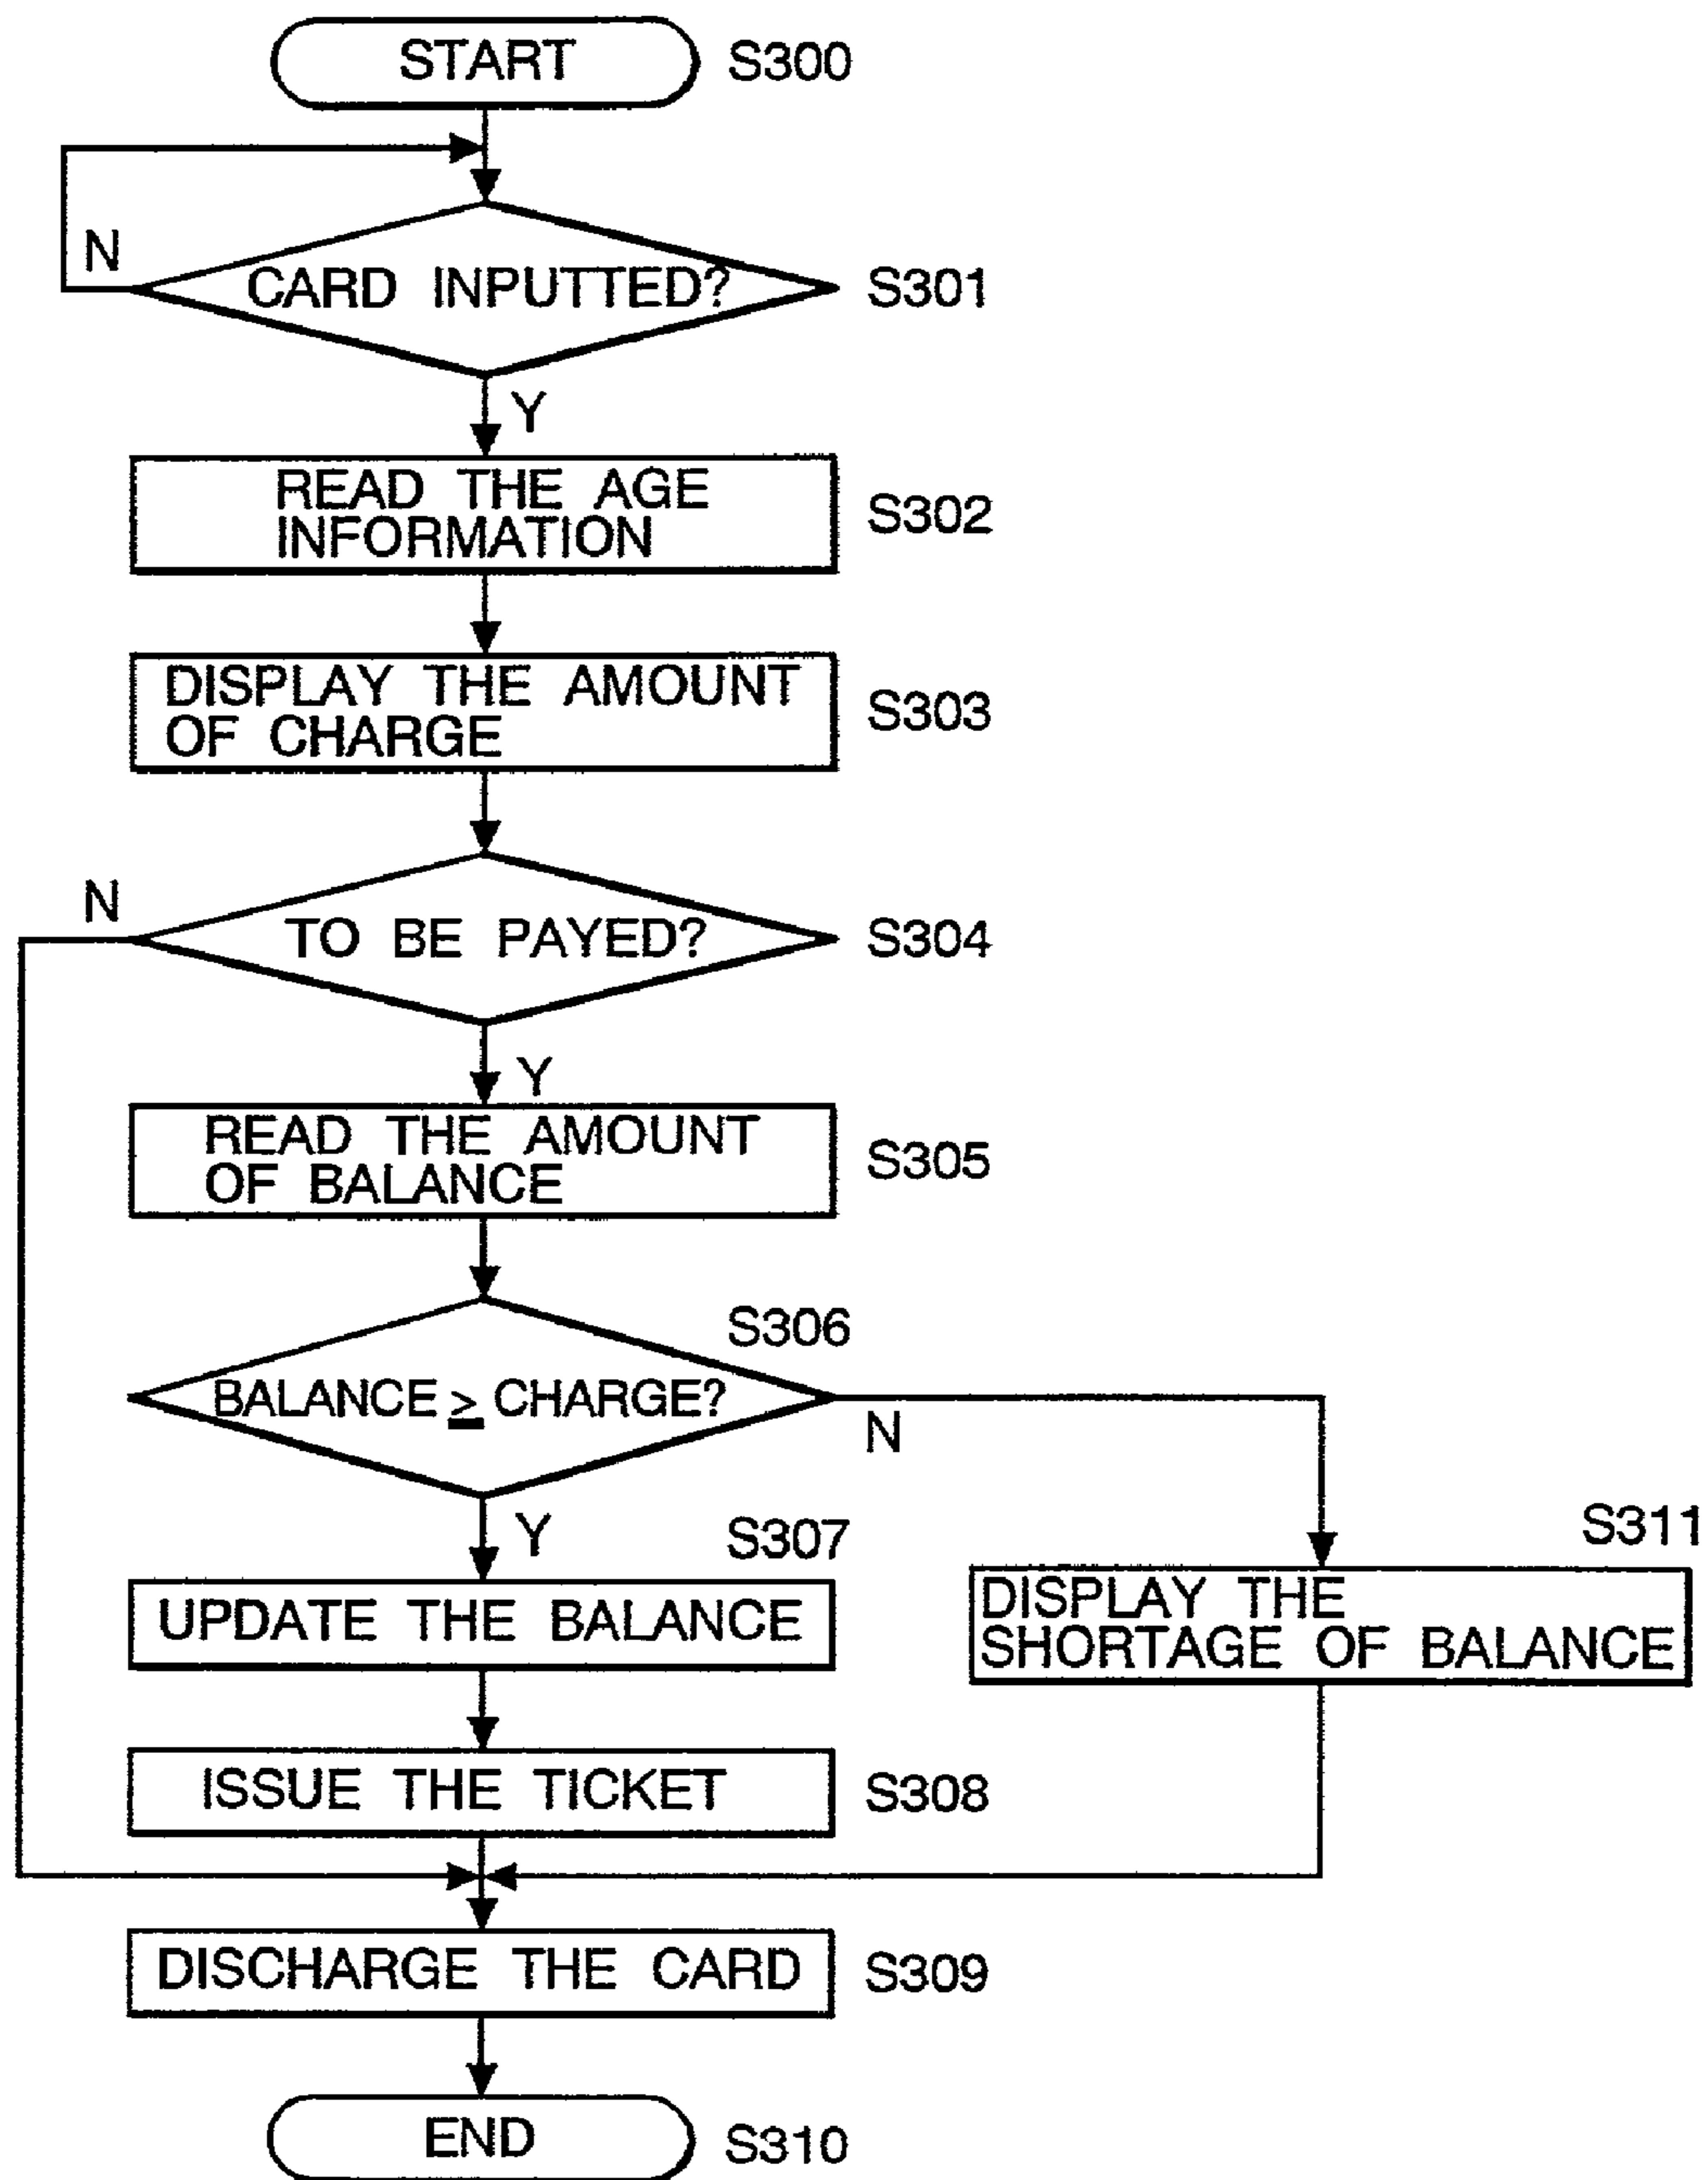 START S300
N
CARD INPUTTED? S301
Y
READ THE AGE
INFORMATION
S302
DISPLAY THE AMOUNT
OF CHARGE
S303
N
TO BE PAYED? S304
Y
READ THE AMOUNT
OF BALANCE
S305
S306
BALANCE ≥ CHARGE?
N
Y
S307
UPDATE THE BALANCE
S311
DISPLAY THE
SHORTAGE OF BALANCE
ISSUE THE TICKET S308
DISCHARGE THE CARD S309
END S310